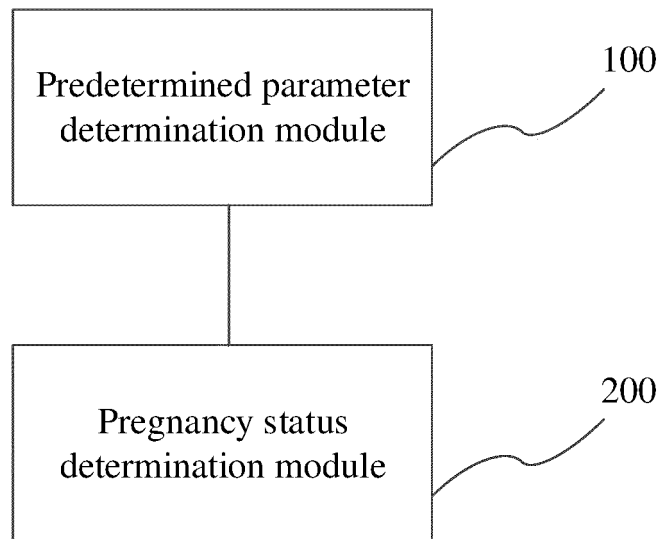 Predetermined parameter
determination module
100
Pregnancy status
determination module
200